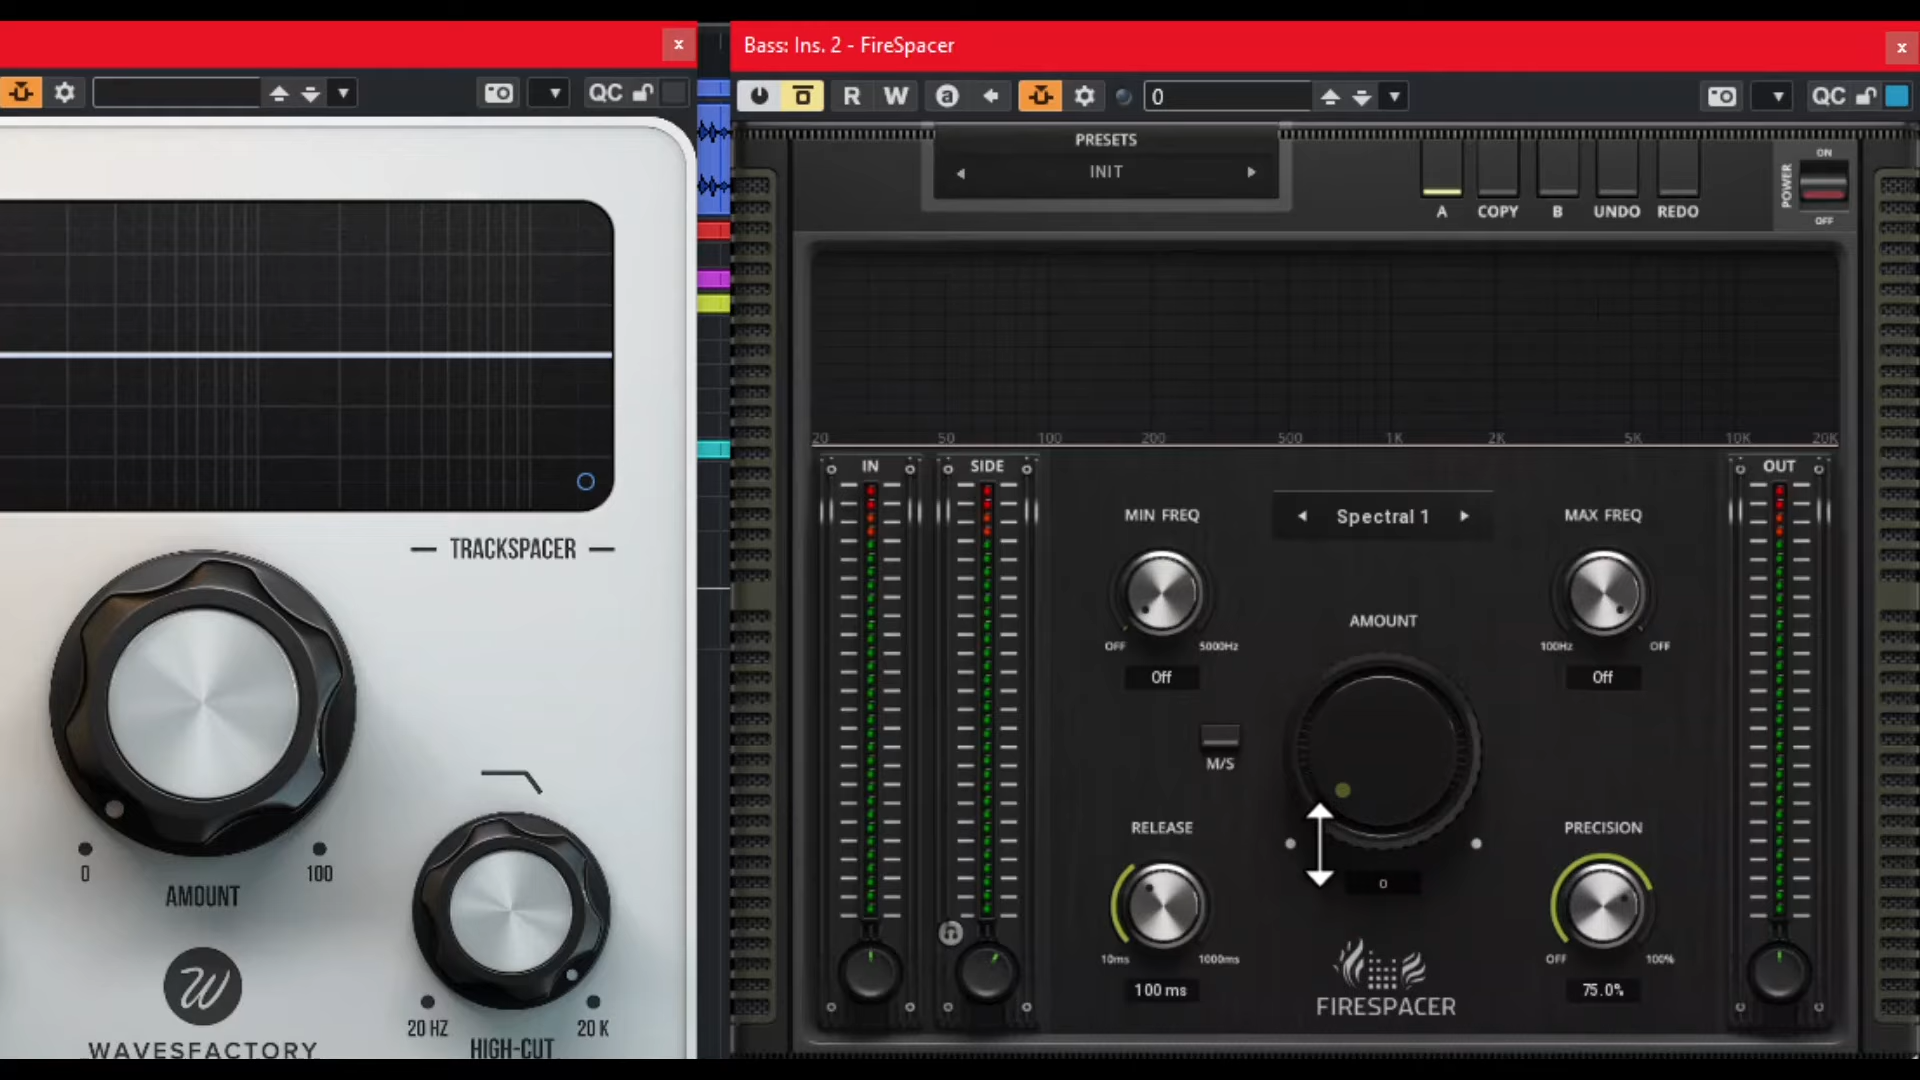 x
QC
TRACKSPACER
0
100
AMOUNT
20 HZ
20 K
HIGH-CUT
W
WAVESFACTORY
Bass: Ins. 2 - FireSpacer
x
R W a 0 QC
PRESETS
INIT
A COPY B UNDO REDO
POWER
ON
OFF
20 50 100 200 500 1K 2K 5K 10K 20K
IN
SIDE
OUT
MIN FREQ
OFF 5000Hz
Off
Spectral 1
MAX FREQ
100Hz OFF
Off
AMOUNT
0
M/S
RELEASE
10ms 1000ms
100 ms
PRECISION
OFF 100%
75.0%
FIRESPACER